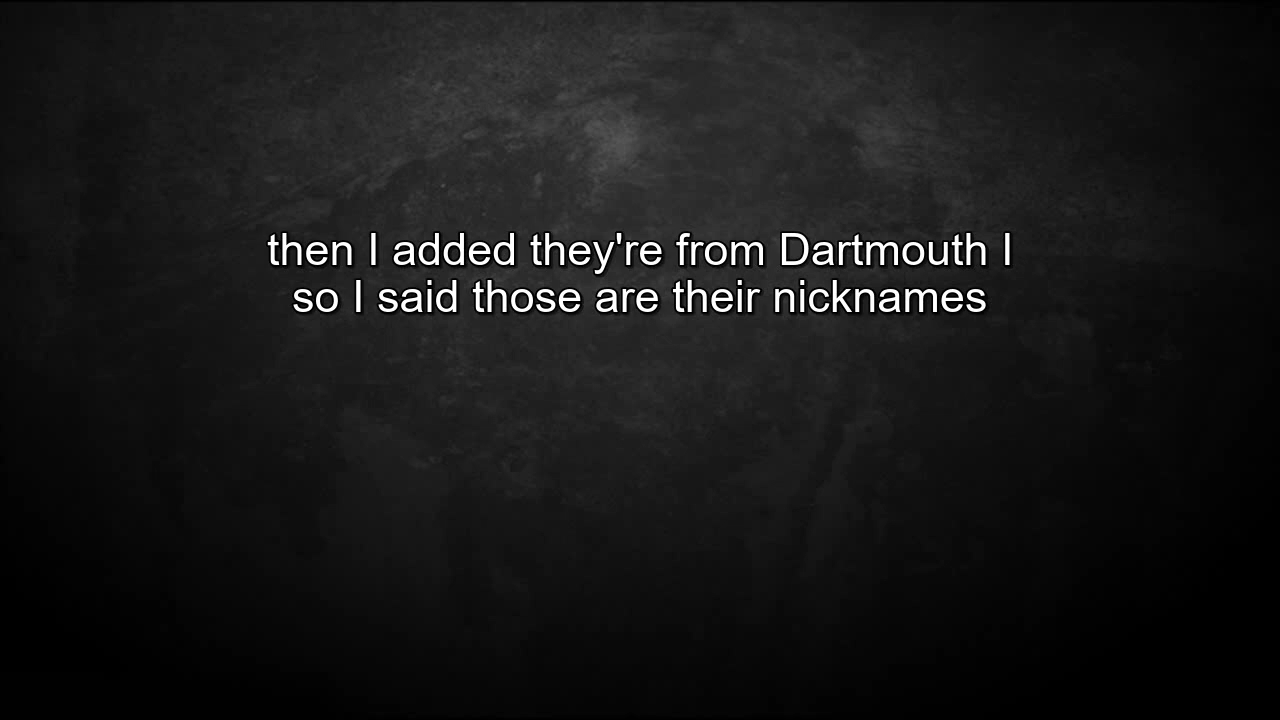 then I added they're from Dartmouth I
so I said those are their nicknames